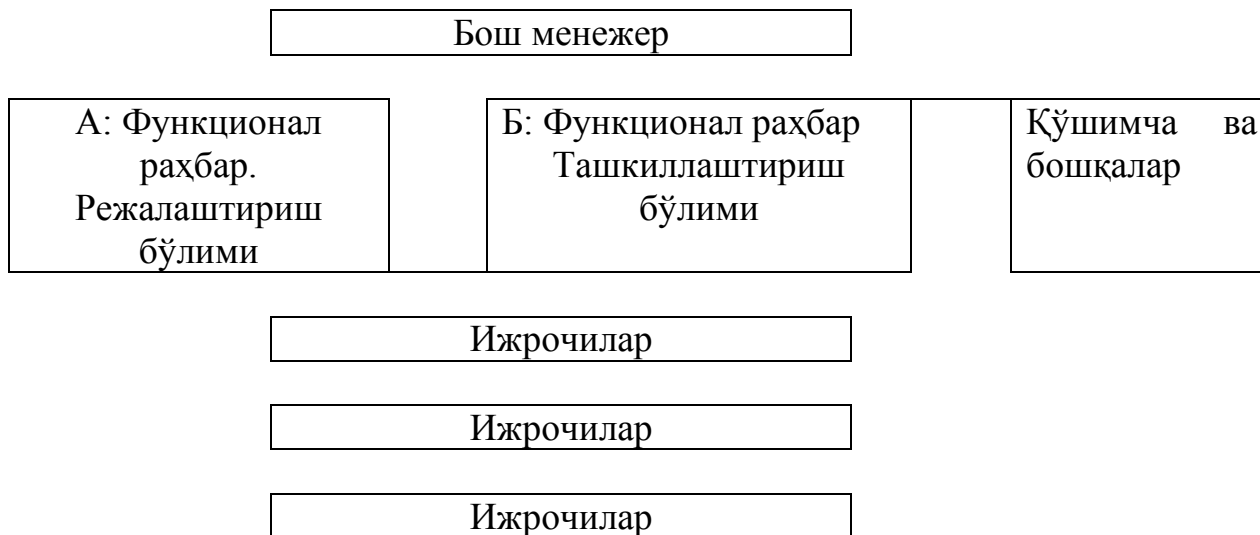 Бош менежер
А: Функционал
раҳбар.
Режалаштириш
бўлими
Б: Функционал раҳбар
Ташкиллаштириш
бўлими
Қўшимча ва
бошқалар
Ижрочилар
Ижрочилар
Ижрочилар